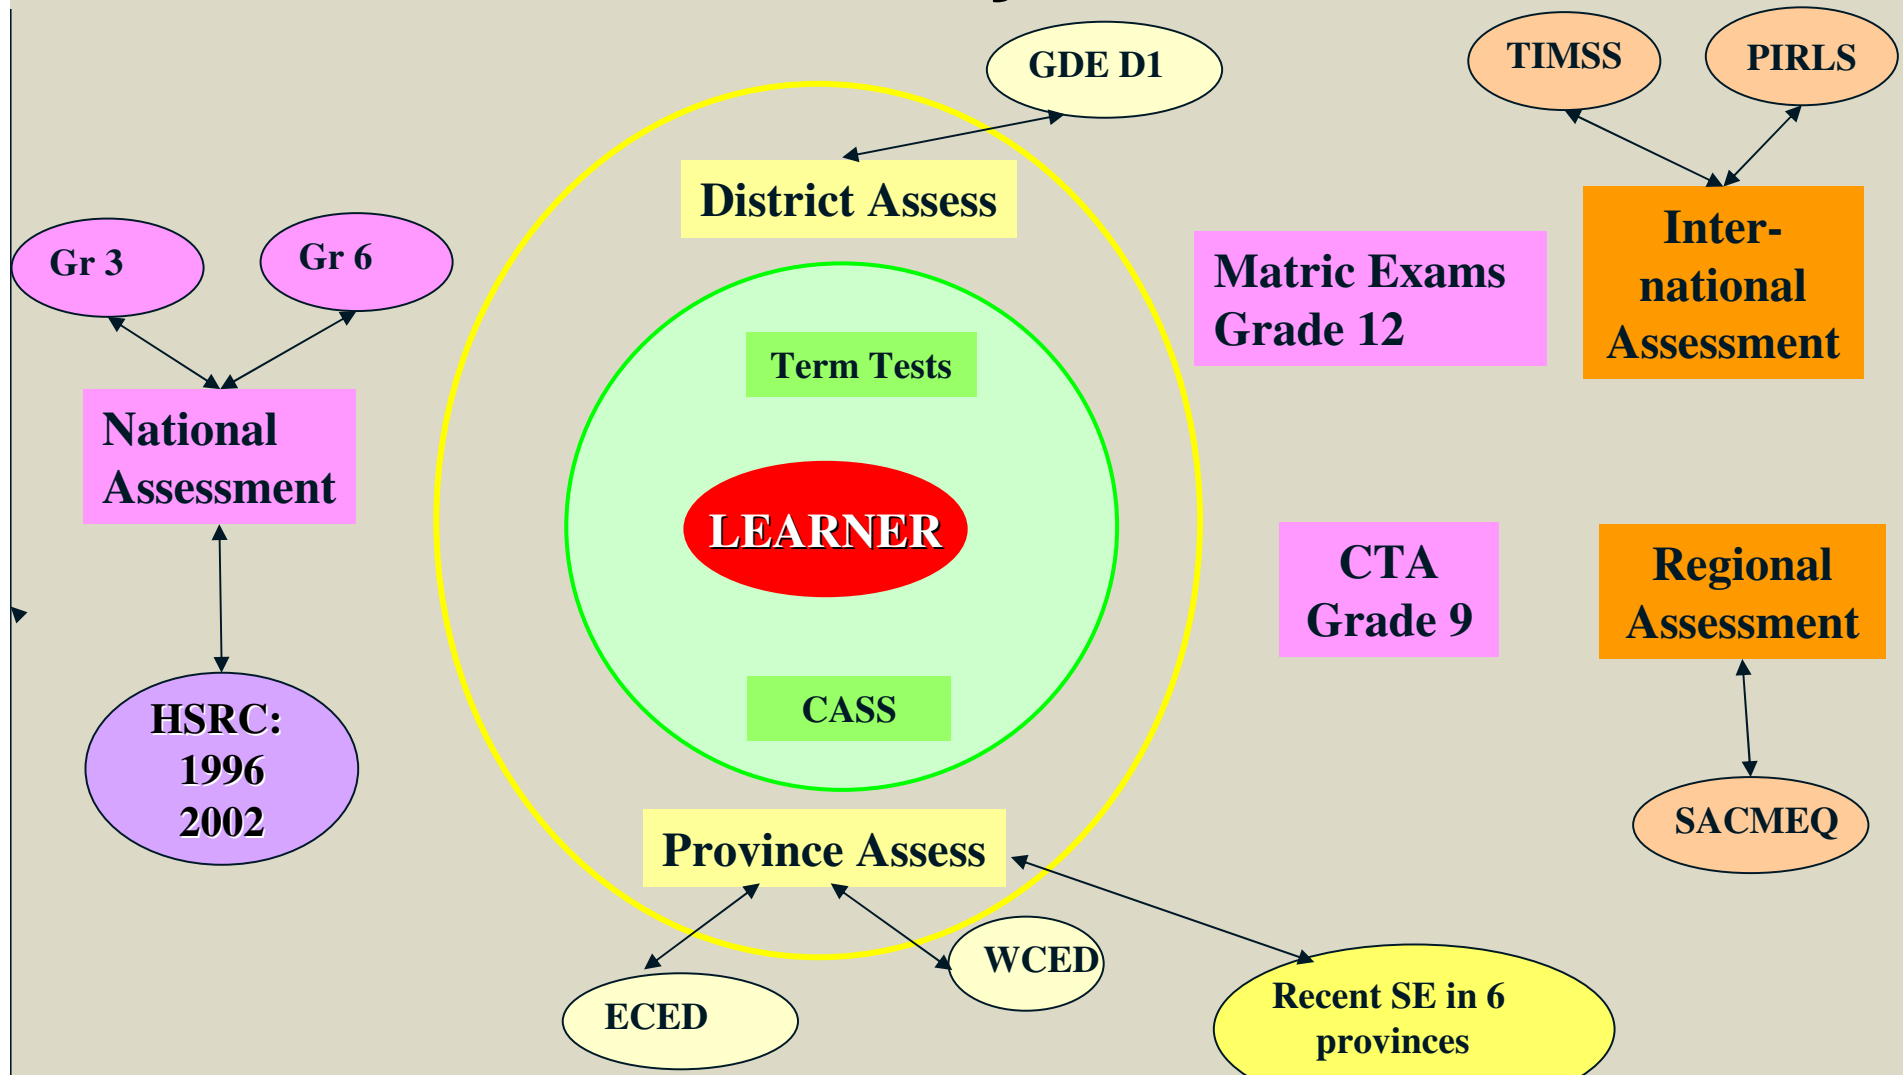 GDE D1
TIMSS
PIRLS
District Assess
Inter-
national
Assessment
Gr 3
Gr 6
Matric Exams
Grade 12
Term Tests
National
Assessment
LEARNER
CTA
Grade 9
Regional
Assessment
CASS
HSRC:
1996
2002
SACMEQ
Province Assess
WCED
ECED
Recent SE in 6
provinces